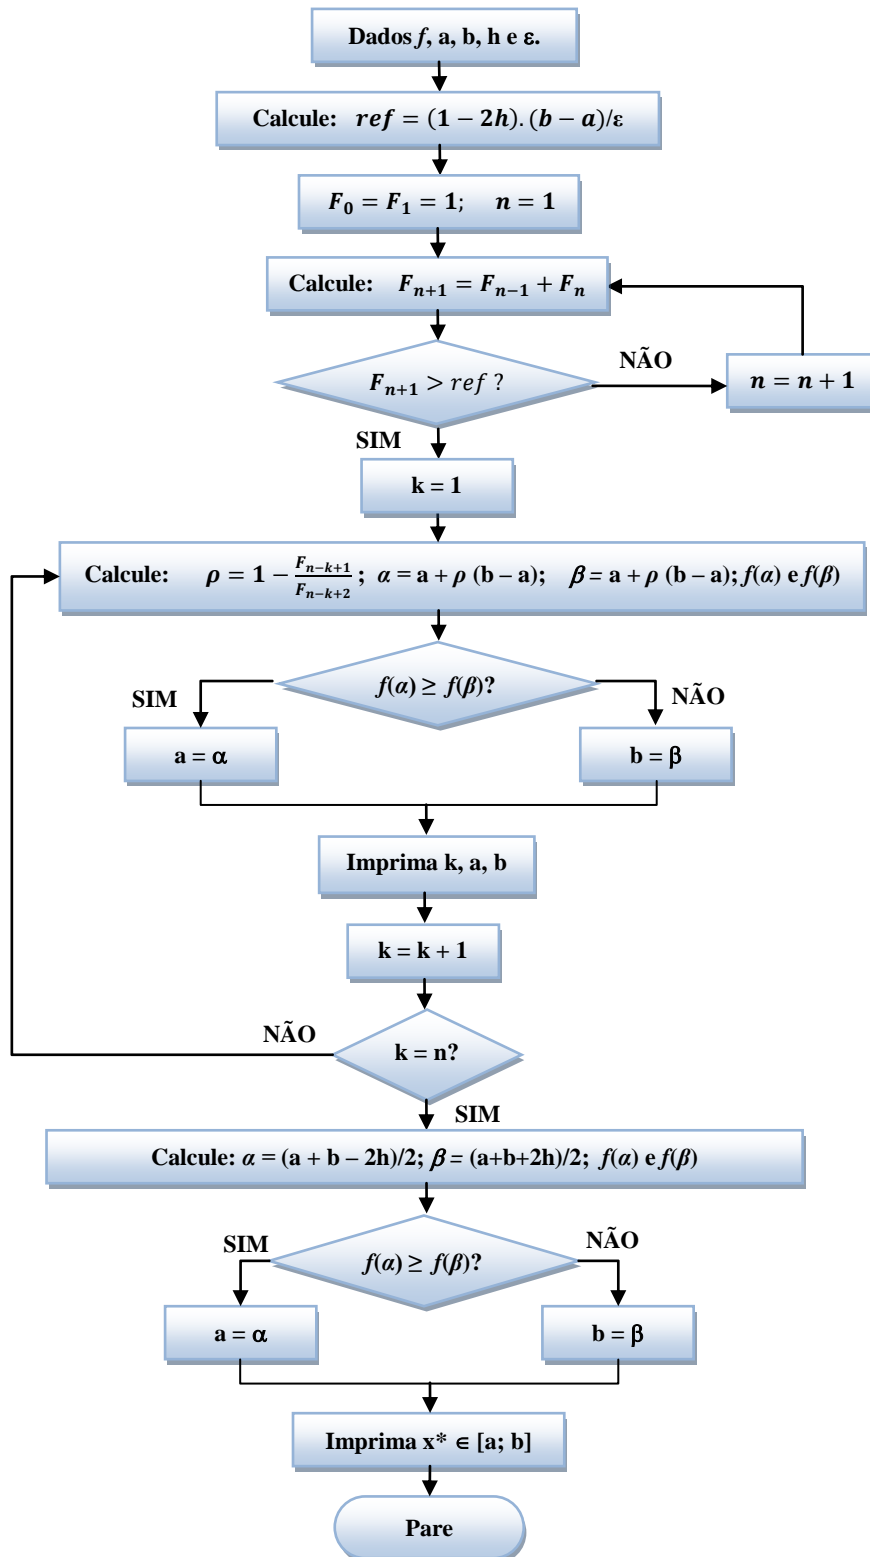 Dados f, a, b, h e ε.
Calcule: ref = (1 − 2h). (b − a)/ε
F₀ = F₁ = 1; n = 1
Calcule: Fₙ₊₁ = Fₙ₋₁ + Fₙ
NÃO
Fₙ₊₁ > ref ?
n = n + 1
SIM
k = 1
Calcule: ρ = 1 − Fₙ₋ₖ₊₁/Fₙ₋ₖ₊₂ ; α = a + ρ (b – a); β = a + ρ (b – a); f(α) e f(β)
f(α) ≥ f(β)?
SIM
NÃO
a = α
b = β
Imprima k, a, b
k = k + 1
NÃO
k = n?
SIM
Calcule: α = (a + b – 2h)/2; β = (a+b+2h)/2; f(α) e f(β)
SIM
NÃO
f(α) ≥ f(β)?
a = α
b = β
Imprima x* ∈ [a; b]
Pare